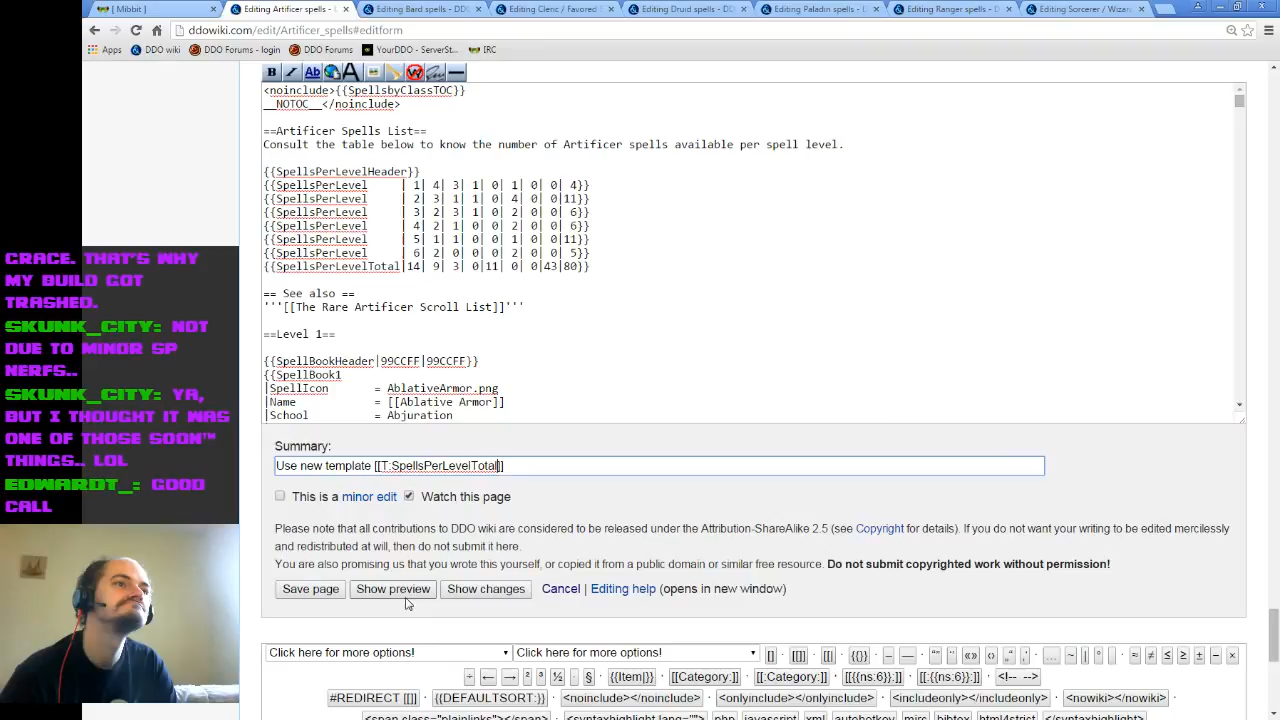 [ Mibbit ]
Editing Artificer spells -
Editing Bard spells - DDO
Editing Cleric / Favored S
Editing Druid spells - DDO
Editing Paladin spells -
Editing Ranger spells - D
Editing Sorcerer / Wizar
ddowiki.com/edit/Artificer_spells#editform
Apps
DDO wiki
DDO Forums - login
DDO Forums
YourDDO - ServerSt...
IRC
B I Ab A
<noinclude>{{SpellsbyClassTOC}}
__NOTOC__</noinclude>
==Artificer Spells List==
Consult the table below to know the number of Artificer spells available per spell level.
{{SpellsPerLevelHeader}}
{{SpellsPerLevel | 1| 4| 3| 1| 0| 1| 0| 0| 4}}
{{SpellsPerLevel | 2| 3| 1| 1| 0| 4| 0| 0|11}}
{{SpellsPerLevel | 3| 2| 3| 1| 0| 2| 0| 0| 6}}
{{SpellsPerLevel | 4| 2| 1| 0| 0| 2| 0| 0| 6}}
{{SpellsPerLevel | 5| 1| 1| 0| 0| 1| 0| 0|11}}
{{SpellsPerLevel | 6| 2| 0| 0| 0| 2| 0| 0| 5}}
{{SpellsPerLevelTotal|14| 9| 3| 0|11| 0| 0|43|80}}
== See also ==
'''[[The Rare Artificer Scroll List]]'''
==Level 1==
{{SpellBookHeader|99CCFF|99CCFF}}
{{SpellBook1
|SpellIcon = AblativeArmor.png
|Name = [[Ablative Armor]]
|School = Abjuration
GRACE. THAT'S WHY
MY BUILD GOT
TRASHED.
SKUNK_CITY: NOT
DUE TO MINOR SP
NERFS..
SKUNK_CITY: YA,
BUT I THOUGHT IT WAS
ONE OF THOSE SOON™
THINGS.. LOL
EDWARDT_: GOOD
CALL
Summary:
Use new template [[T:SpellsPerLevelTotal]]
This is a minor edit Watch this page
Please note that all contributions to DDO wiki are considered to be released under the Attribution-ShareAlike 2.5 (see Copyright for details). If you do not want your writing to be edited mercilessly
and redistributed at will, then do not submit it here.
You are also promising us that you wrote this yourself, or copied it from a public domain or similar free resource. Do not submit copyrighted work without permission!
Save page Show preview Show changes Cancel | Editing help (opens in new window)
Click here for more options! Click here for more options!
{{Item}} · [[Category:]] · [[:Category:]] · [[{{ns:6}}:]] · [[:{{ns:6}}:]] · <!-- -->
#REDIRECT [[]] · {{DEFAULTSORT:}} · <noinclude></noinclude> · <onlyinclude></onlyinclude> · <includeonly></includeonly> · <nowiki></nowiki>